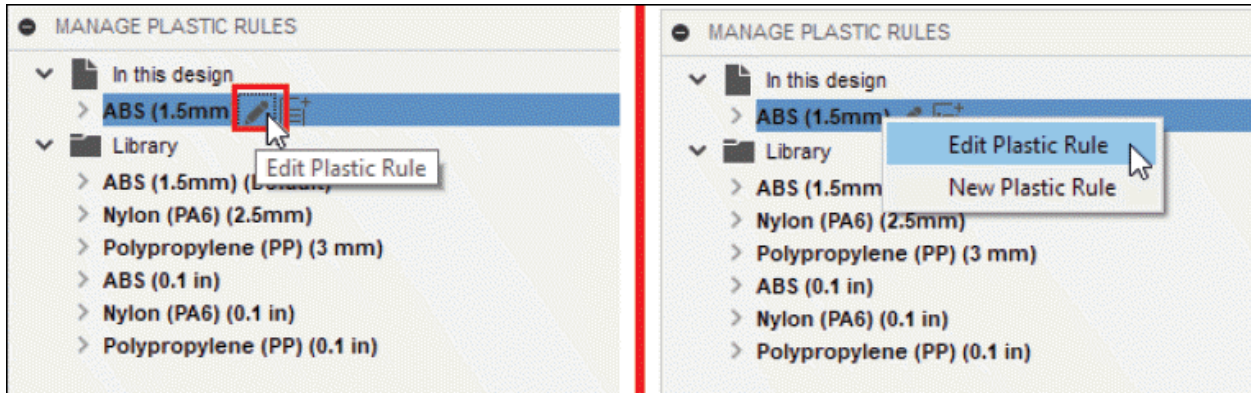 MANAGE PLASTIC RULES
In this design
ABS (1.5mm
Library
Edit Plastic Rule
ABS (1.5mm)
Nylon (PA6) (2.5mm)
Polypropylene (PP) (3 mm)
ABS (0.1 in)
Nylon (PA6) (0.1 in)
Polypropylene (PP) (0.1 in)
MANAGE PLASTIC RULES
In this design
ABS (1.5mm)
Edit Plastic Rule
New Plastic Rule
Library
ABS (1.5mm
Nylon (PA6) (2.5mm)
Polypropylene (PP) (3 mm)
ABS (0.1 in)
Nylon (PA6) (0.1 in)
Polypropylene (PP) (0.1 in)